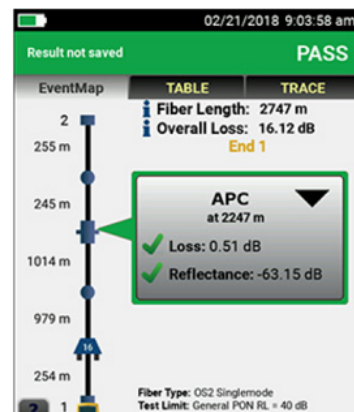 02/21/2018 9:03:58 am
Result not saved
PASS
EventMap TABLE TRACE
Fiber Length: 2747 m
Overall Loss: 16.12 dB
End 1
2
255 m
245 m
APC
at 2247 m
Loss: 0.51 dB
Reflectance: -63.15 dB
1014 m
979 m
16
254 m
2 1
Fiber Type: OS2 Singlemode
Test Limit: General PON RL = 40 dB